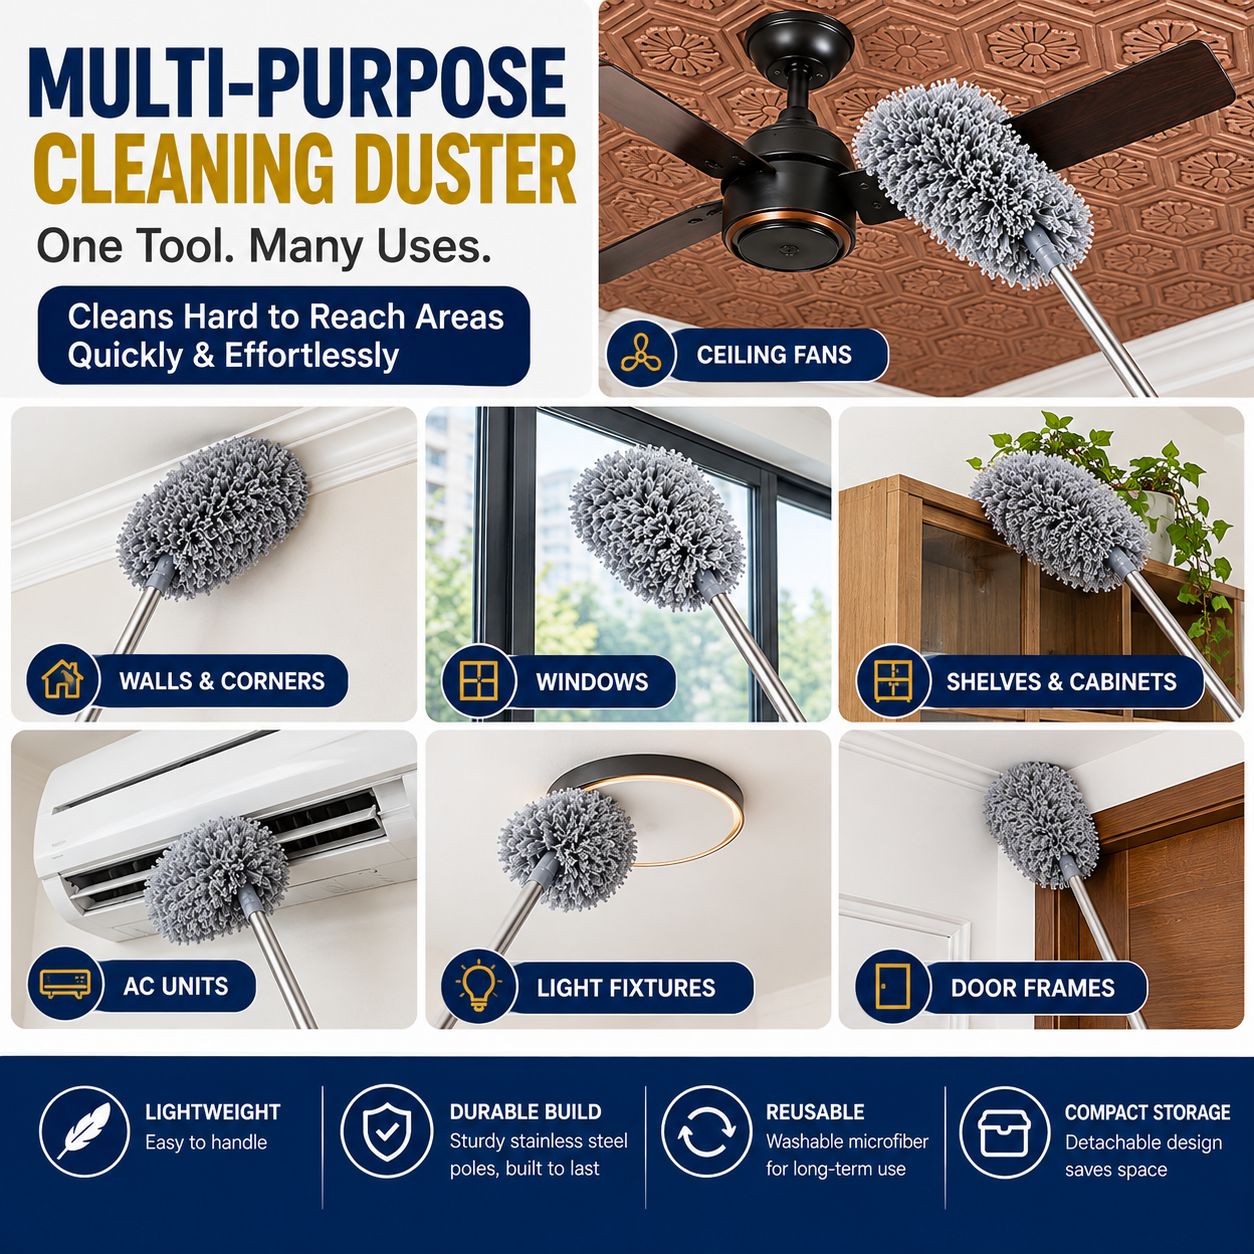 MULTI-PURPOSE
CLEANING DUSTER
One Tool. Many Uses.
Cleans Hard to Reach Areas
Quickly & Effortlessly
CEILING FANS
WALLS & CORNERS
WINDOWS
SHELVES & CABINETS
AC UNITS
LIGHT FIXTURES
DOOR FRAMES
LIGHTWEIGHT
Easy to handle
DURABLE BUILD
Sturdy stainless steel
poles, built to last
REUSABLE
Washable microfiber
for long-term use
COMPACT STORAGE
Detachable design
saves space